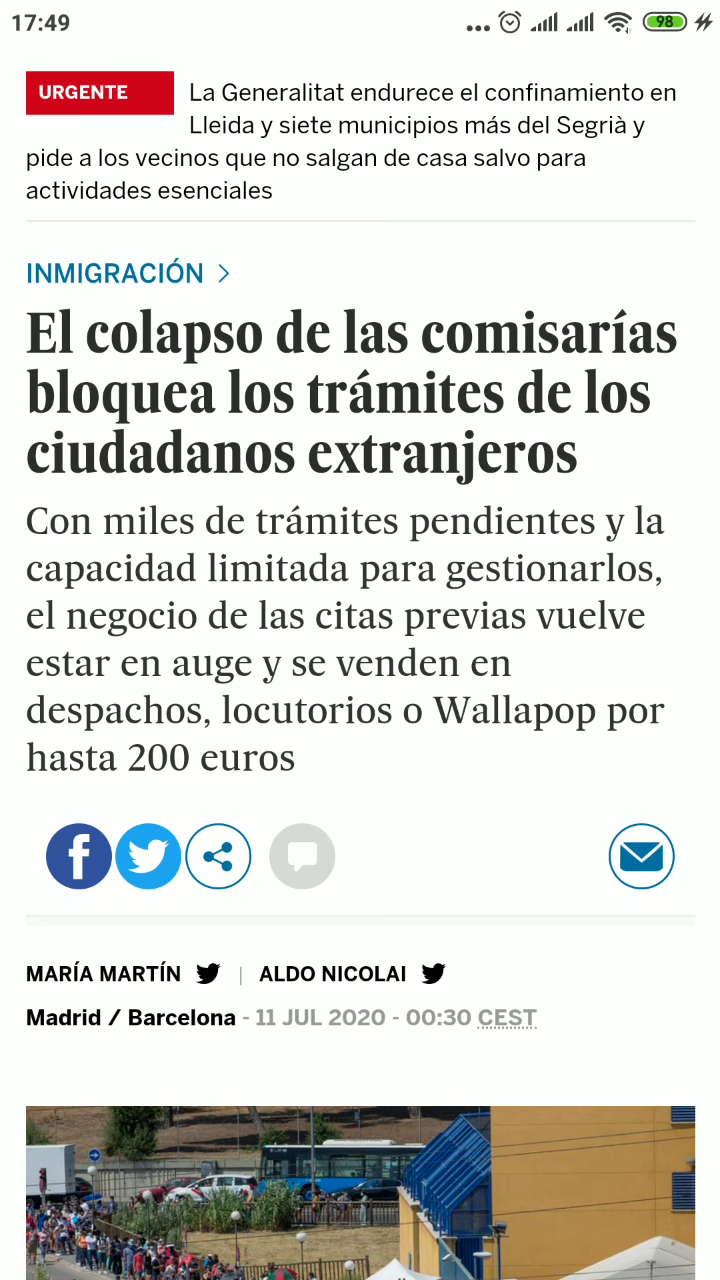 17:49
98
URGENTE
La Generalitat endurece el confinamiento en
Lleida y siete municipios más del Segrià y
pide a los vecinos que no salgan de casa salvo para
actividades esenciales
INMIGRACIÓN >
El colapso de las comisarías
bloquea los trámites de los
ciudadanos extranjeros
Con miles de trámites pendientes y la
capacidad limitada para gestionarlos,
el negocio de las citas previas vuelve
estar en auge y se venden en
despachos, locutorios o Wallapop por
hasta 200 euros
MARÍA MARTÍN | ALDO NICOLAI
Madrid / Barcelona - 11 JUL 2020 - 00:30 CEST